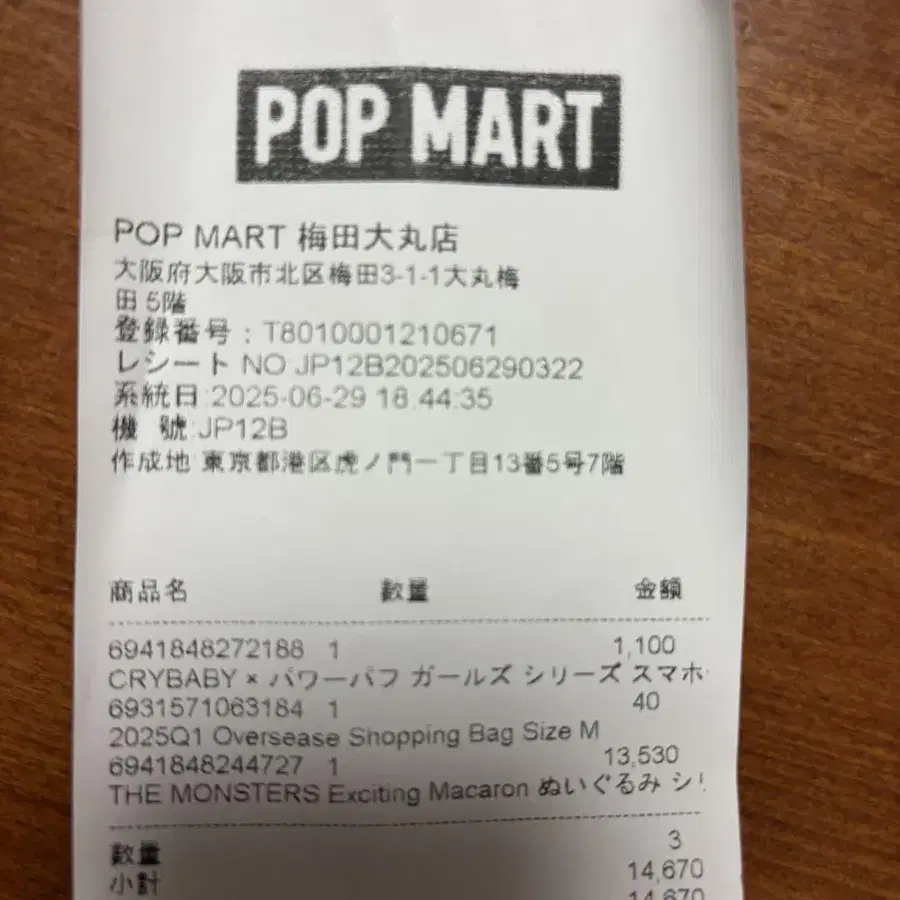 POP MART
POP MART 梅田大丸店
大阪府大阪市北区梅田3-1-1大丸梅
田 5階
登録番号 : T8010001210671
レシート NO JP12B202506290322
系統日:2025-06-29 18:44:35
機 號:JP12B
作成地 東京都港区虎ノ門一丁目13番5号7階
商品名 数量 金額
6941848272188 1 1,100
CRYBABY × パワーパフ ガールズ シリーズ スマホ
6931571063184 1 40
2025Q1 Oversease Shopping Bag Size M
6941848244727 1 13,530
THE MONSTERS Exciting Macaron ぬいぐるみ シリ
数量 3
小計 14,670
14,670